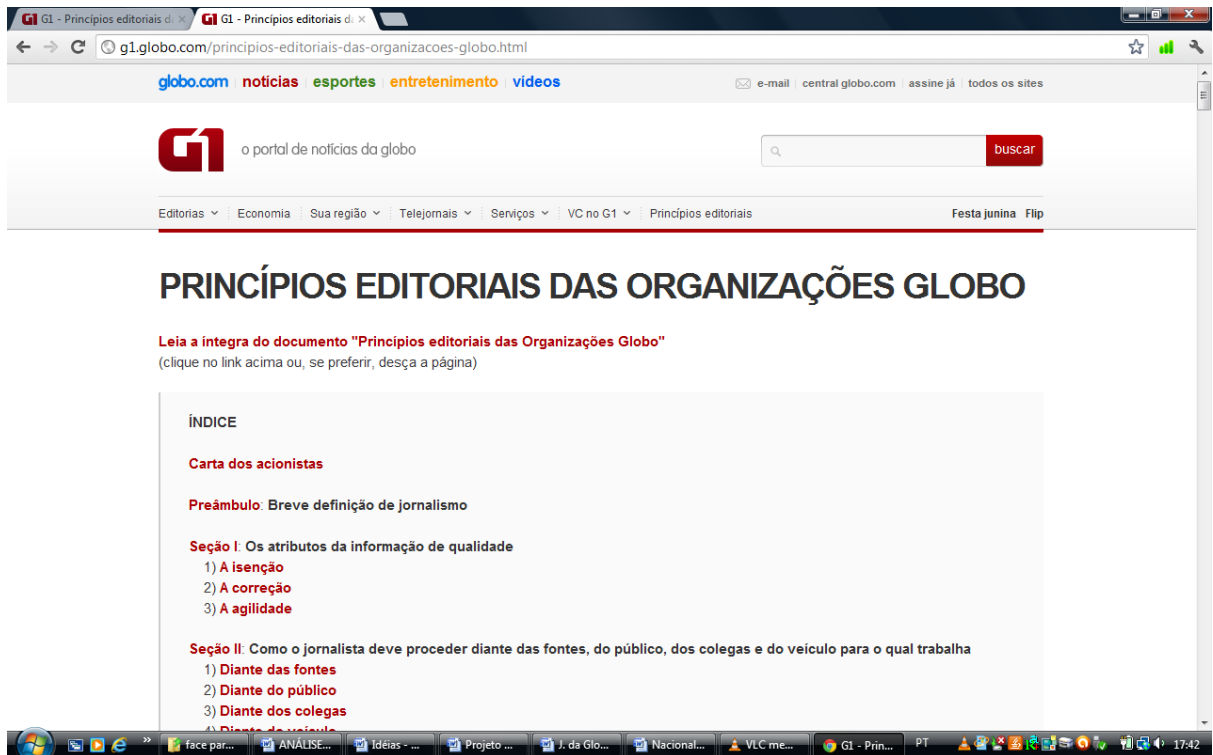 G1 - Princípios editoriais da
G1 - Princípios editoriais da
g1.globo.com/principios-editoriais-das-organizacoes-globo.html
globo.com notícias esportes entretenimento vídeos
e-mail central globo.com assine já todos os sites
G1 o portal de notícias da globo
buscar
Editorias Economia Sua região Telejornais Serviços VC no G1 Princípios editoriais Festa junina Flip
PRINCÍPIOS EDITORIAIS DAS ORGANIZAÇÕES GLOBO
Leia a íntegra do documento "Princípios editoriais das Organizações Globo"
(clique no link acima ou, se preferir, desça a página)
ÍNDICE
Carta dos acionistas
Preâmbulo: Breve definição de jornalismo
Seção I: Os atributos da informação de qualidade
1) A isenção
2) A correção
3) A agilidade
Seção II: Como o jornalista deve proceder diante das fontes, do público, dos colegas e do veículo para o qual trabalha
1) Diante das fontes
2) Diante do público
3) Diante dos colegas
4) Diante do veículo
face par... ANÁLISE... Idéias - ... Projeto ... J. da Glo... Nacional... VLC me... G1 - Prin... PT 17:42